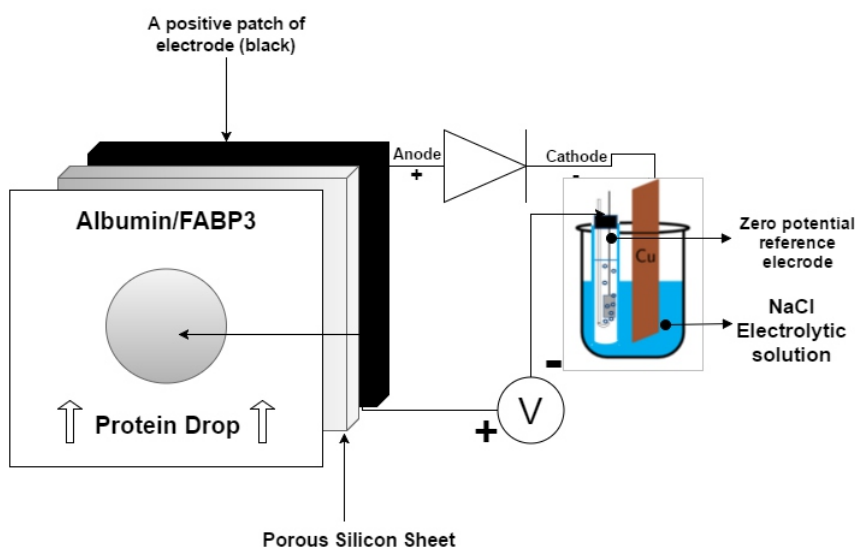 A positive patch of
electrode (black)
Anode
+
Cathode
-
Albumin/FABP3
Cu
Zero potential
reference
elecrode
NaCl
Electrolytic
solution
-
V
+
Protein Drop
Porous Silicon Sheet